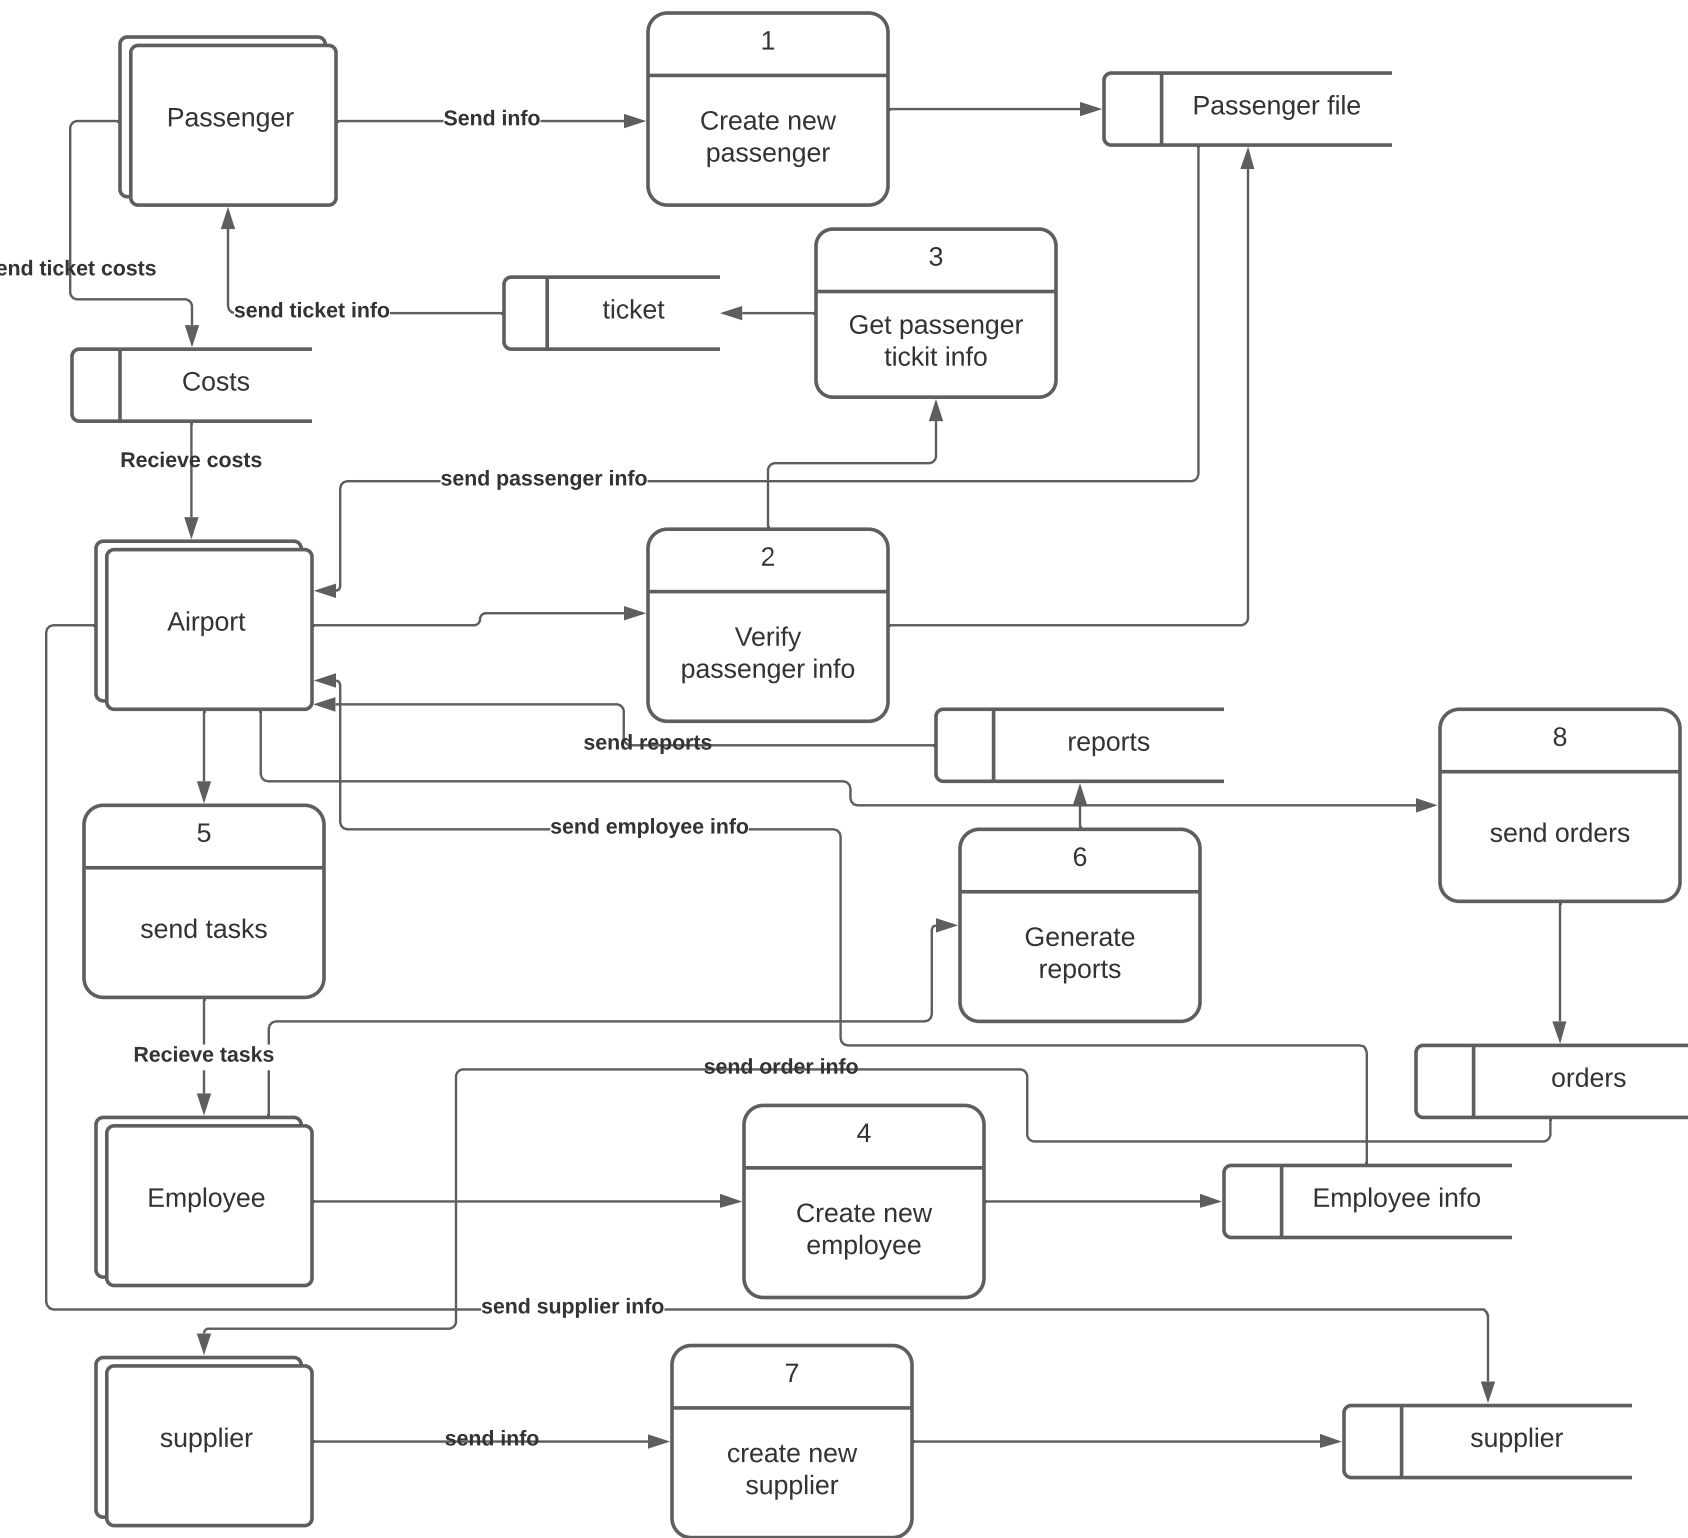 1
Passenger
Send info
Create new
passenger
Passenger file
3
end ticket costs
send ticket info
ticket
Get passenger
tickit info
Costs
Recieve costs
send passenger info
2
Airport
Verify
passenger info
send reports
reports
8
5
send employee info
send orders
6
send tasks
Generate
reports
Recieve tasks
send order info
orders
4
Employee
Create new
employee
Employee info
send supplier info
7
supplier
send info
create new
supplier
supplier